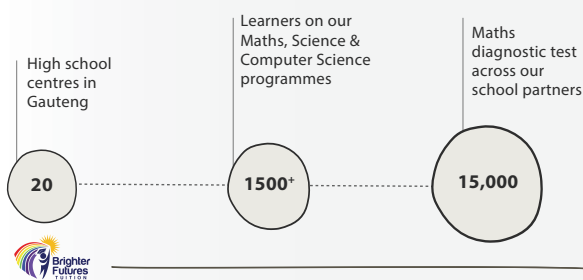 High school
centres in
Gauteng
20
Learners on our
Maths, Science &
Computer Science
programmes
1500+
Maths
diagnostic test
across our
school partners
15,000
Brighter
Futures
TUITION